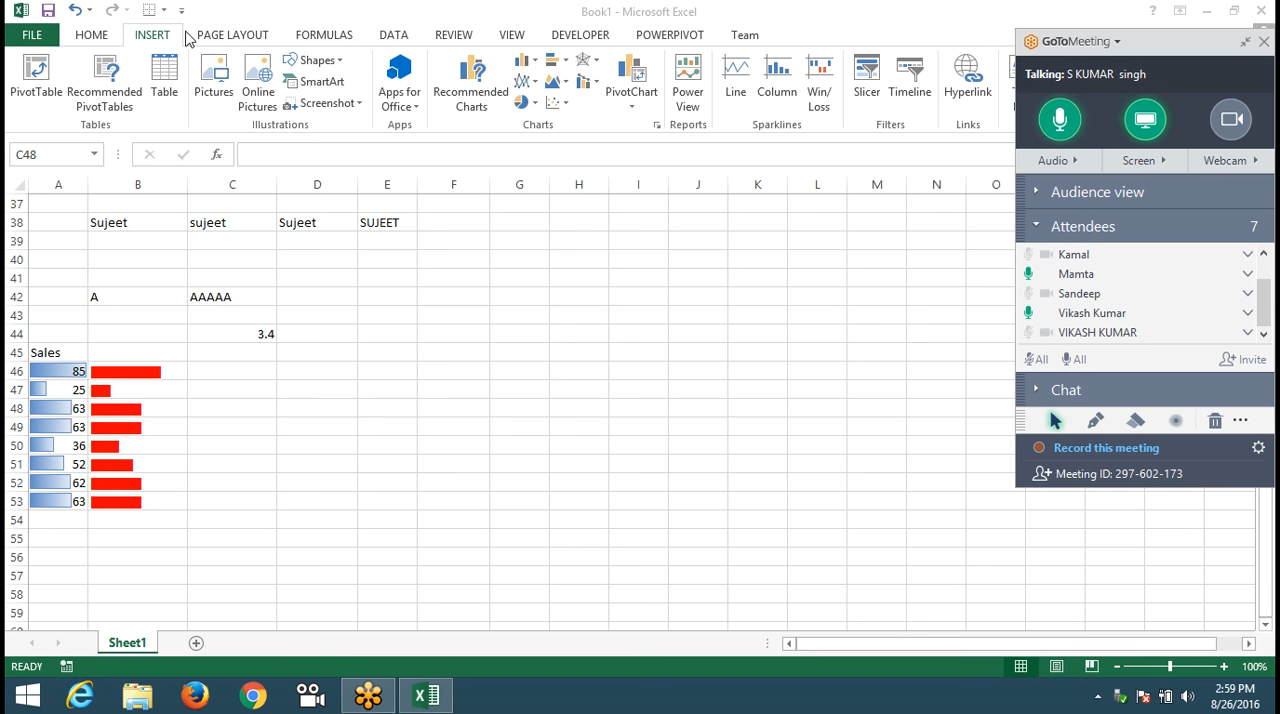 Book1 - Microsoft Excel
FILE HOME INSERT PAGE LAYOUT FORMULAS DATA REVIEW VIEW DEVELOPER POWERPIVOT Team
PivotTable Recommended PivotTables Table
Tables
Pictures Online Pictures Shapes SmartArt Screenshot
Illustrations
Apps for Office
Apps
Recommended Charts PivotChart
Charts
Power View
Reports
Line Column Win/Loss
Sparklines
Slicer Timeline
Filters
Hyperlink
Links
C48 fx
A B C D E F G H I J K L M N O
37
38 Sujeet sujeet Sujeet SUJEET
39
40
41
42 A AAAAA
43
44 3.4
45 Sales
46 85
47 25
48 63
49 63
50 36
51 52
52 62
53 63
54
55
56
57
58
59
Sheet1
READY 100%
GoToMeeting
Talking: S KUMAR singh
Audio Screen Webcam
Audience view
Attendees 7
Kamal
Mamta
Sandeep
Vikash Kumar
VIKASH KUMAR
All All Invite
Chat
Record this meeting
Meeting ID: 297-602-173
2:59 PM
8/26/2016